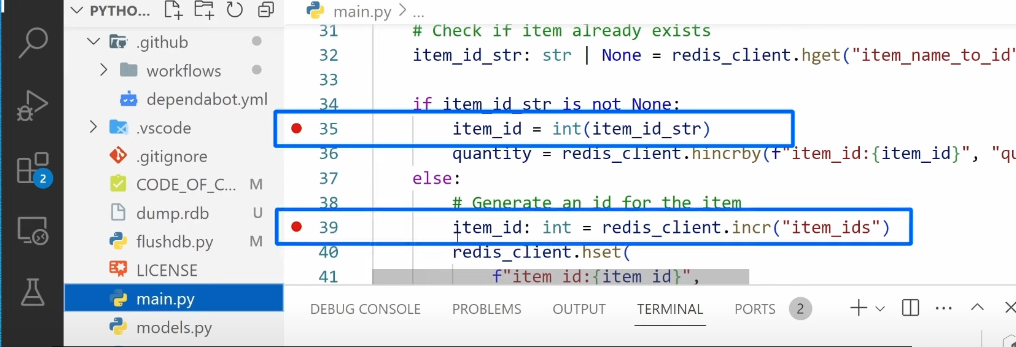 PYTHO...
main.py > ...
.github
workflows
dependabot.yml
.vscode
.gitignore
CODE_OF_C... M
dump.rdb U
flushdb.py M
LICENSE
main.py
models.py
2
31 # Check if item already exists
32 item_id_str: str | None = redis_client.hget("item_name_to_id"
33
34 if item_id_str is not None:
35 item_id = int(item_id_str)
36 quantity = redis_client.hincrby(f"item_id:{item_id}", "qu
37 else:
38 # Generate an id for the item
39 item_id: int = redis_client.incr("item_ids")
40 redis_client.hset(
41 f"item_id:{item_id}",
DEBUG CONSOLE PROBLEMS OUTPUT TERMINAL PORTS 2